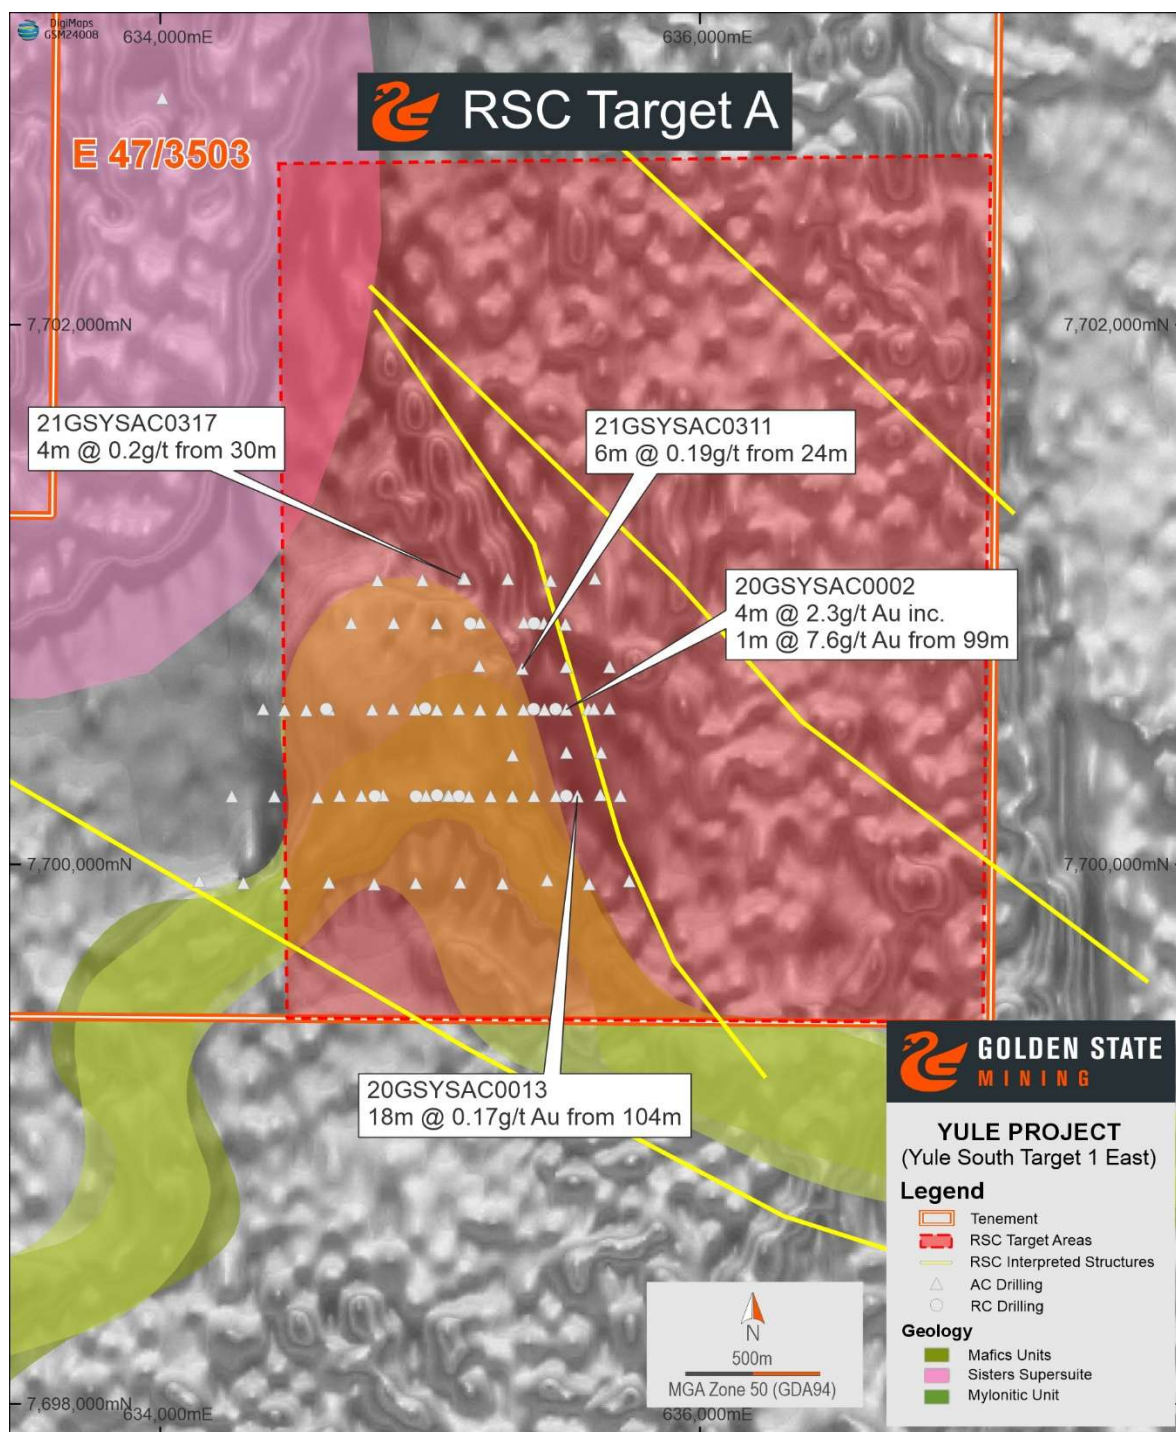 DigiMaps
GSM24008
634,000mE
636,000mE
RSC Target A
E 47/3503
7,702,000mN
7,702,000mN
21GSYSAC0317
4m @ 0.2g/t from 30m
21GSYSAC0311
6m @ 0.19g/t from 24m
20GSYSAC0002
4m @ 2.3g/t Au inc.
1m @ 7.6g/t Au from 99m
7,700,000mN
7,700,000mN
20GSYSAC0013
18m @ 0.17g/t Au from 104m
GOLDEN STATE
MINING
YULE PROJECT
(Yule South Target 1 East)
Legend
Tenement
RSC Target Areas
RSC Interpreted Structures
AC Drilling
RC Drilling
Geology
Mafics Units
Sisters Supersuite
Mylonitic Unit
N
500m
MGA Zone 50 (GDA94)
7,698,000mN
634,000mE
636,000mE